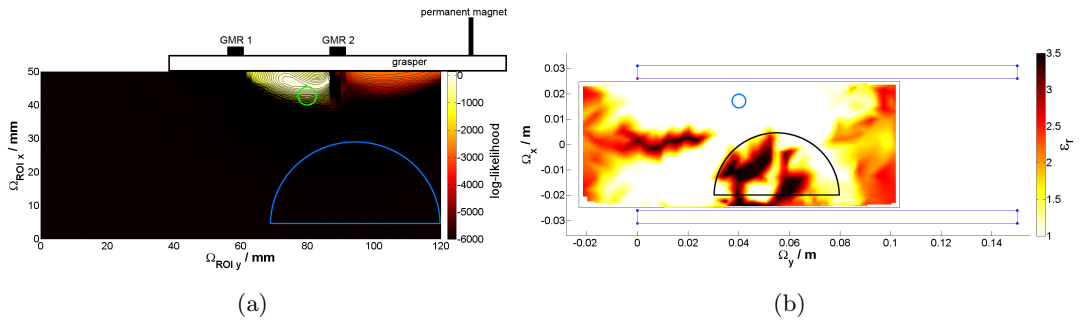 permanent magnet
GMR 1 GMR 2
grasper
50
40
30
20
10
0
Ω_ROI x / mm
0 20 40 60 80 100 120
Ω_ROI y / mm
0
-1000
-2000
-3000
-4000
-5000
-6000
log-likelihood
(a)
0.03
0.02
0.01
0
-0.01
-0.02
-0.03
Ω_x / m
-0.02 0 0.02 0.04 0.06 0.08 0.1 0.12 0.14
Ω_y / m
3.5
3
2.5
2
1.5
1
ε_r
(b)